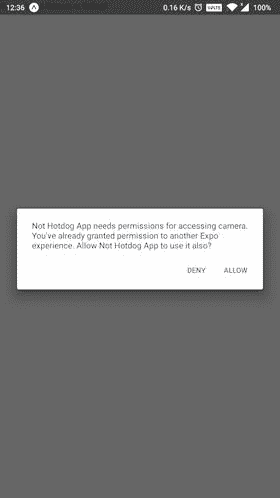 12:36 0.16 K/s VoLTE 100%
Not Hotdog App needs permissions for accessing camera.
You've already granted permission to another Expo
experience. Allow Not Hotdog App to use it also?
DENY ALLOW